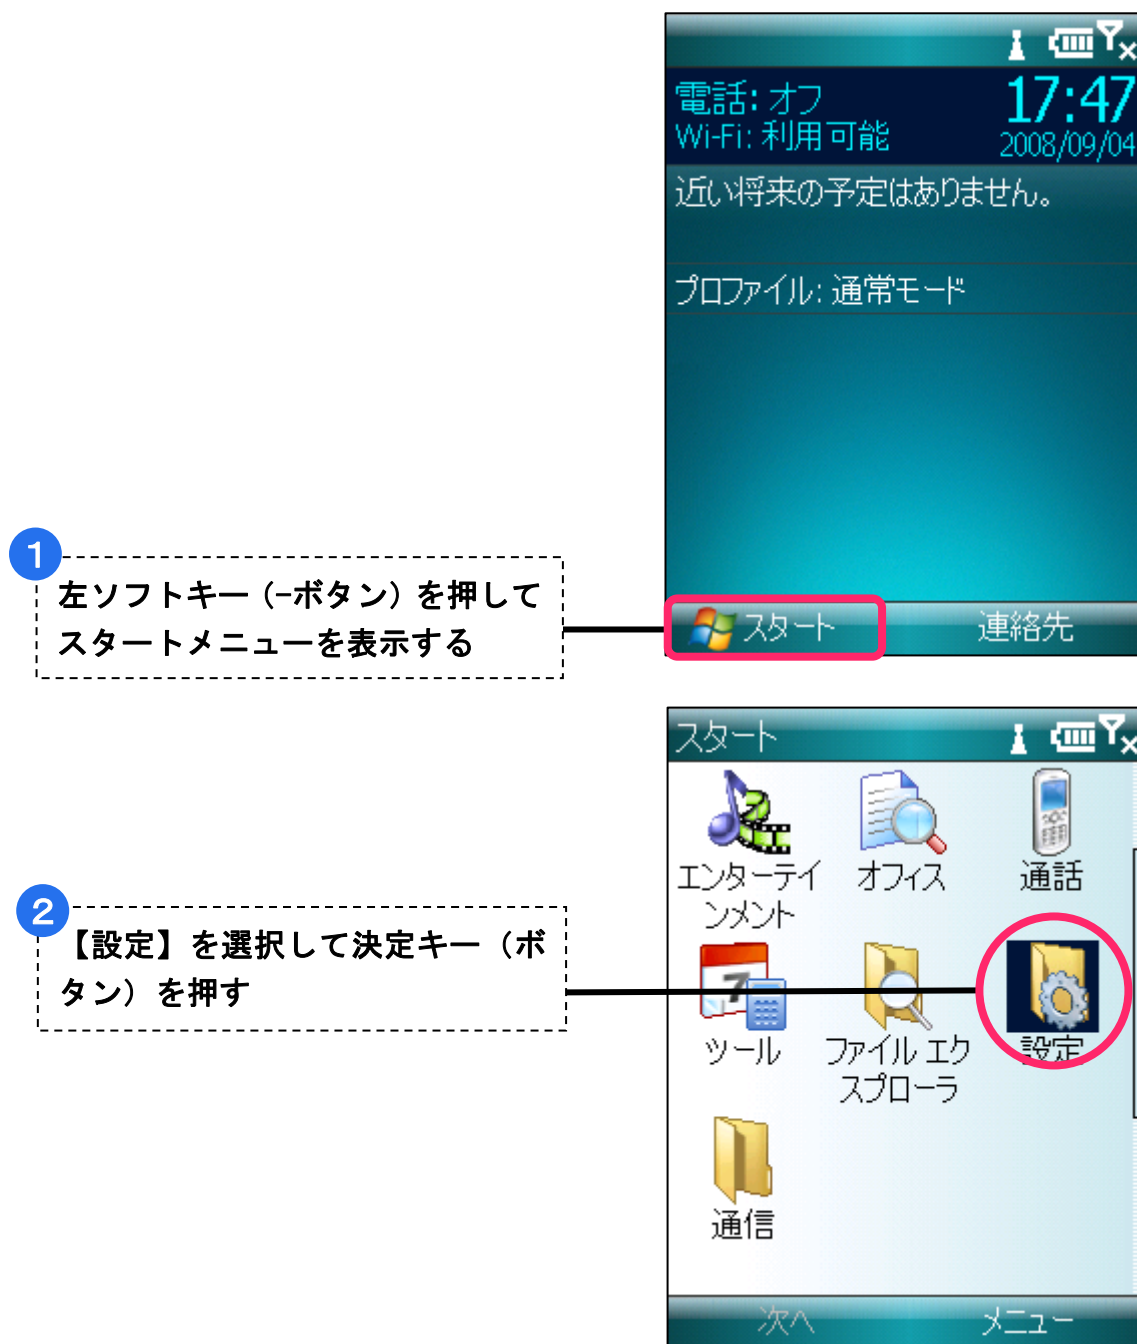 電話: オフ
17:47
Wi-Fi: 利用可能
2008/09/04
近い将来の予定はありません。
プロファイル: 通常モード
1
左ソフトキー（-ボタン）を押して
スタートメニューを表示する
スタート
連絡先
スタート
エンターテイ
ンメント
オフィス
通話
2
【設定】を選択して決定キー（ボ
タン）を押す
7
ツール
ファイル エク
スプローラ
設定
通信
次へ
メニュー